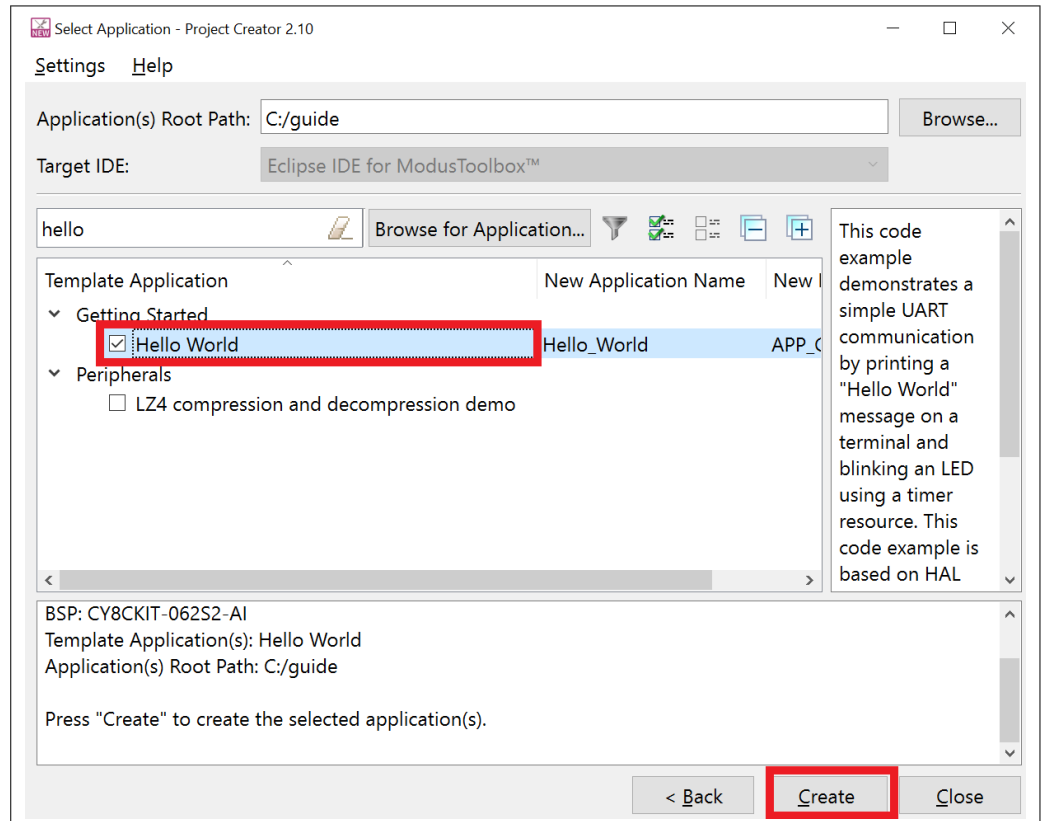 NEW Select Application - Project Creator 2.10
Settings Help
Application(s) Root Path: C:/guide Browse...
Target IDE: Eclipse IDE for ModusToolbox™
hello Browse for Application...
Template Application New Application Name New
Getting Started
Hello World Hello_World APP_
Peripherals
LZ4 compression and decompression demo
This code
example
demonstrates a
simple UART
communication
by printing a
"Hello World"
message on a
terminal and
blinking an LED
using a timer
resource. This
code example is
based on HAL
BSP: CY8CKIT-062S2-AI
Template Application(s): Hello World
Application(s) Root Path: C:/guide
Press "Create" to create the selected application(s).
< Back Create Close